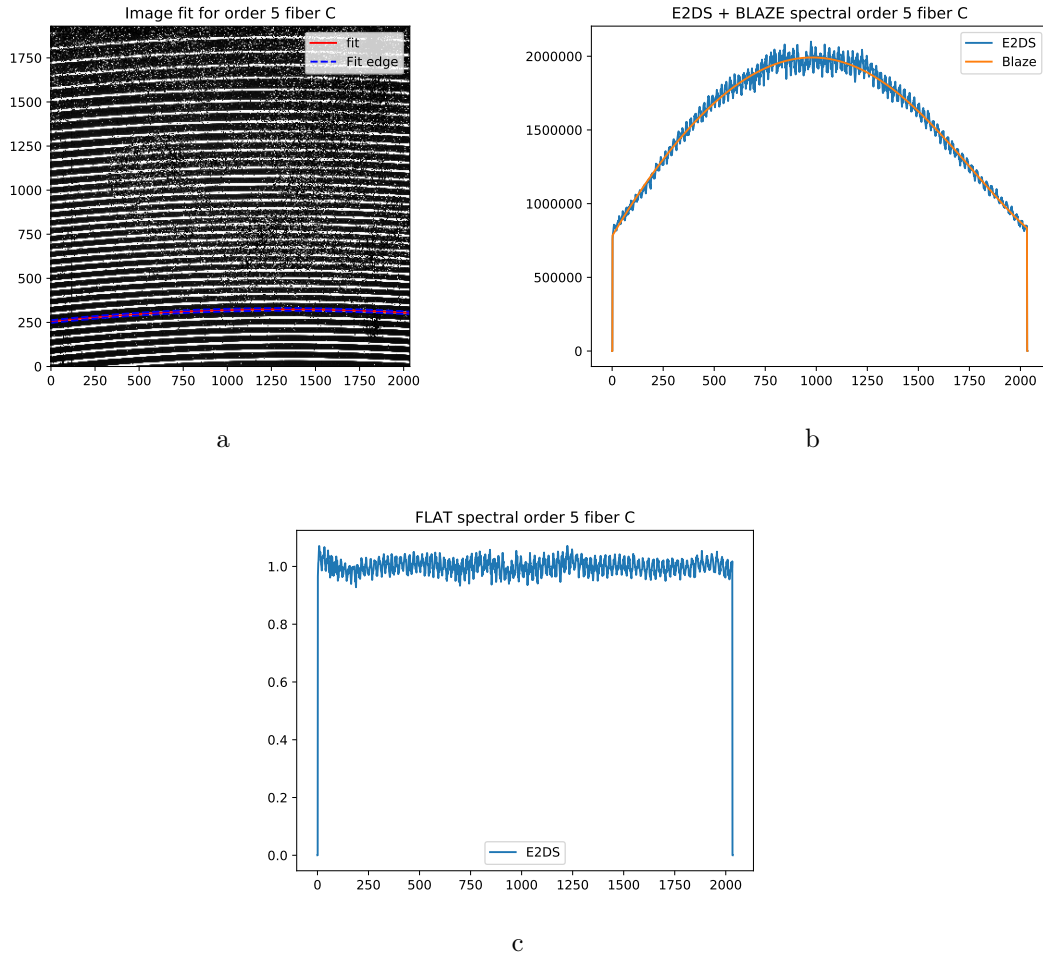 Image fit for order 5 fiber C
fit
Fit edge
1750
1500
1250
1000
750
500
250
0
0 250 500 750 1000 1250 1500 1750 2000
a
E2DS + BLAZE spectral order 5 fiber C
E2DS
Blaze
2000000
1500000
1000000
500000
0
0 250 500 750 1000 1250 1500 1750 2000
b
FLAT spectral order 5 fiber C
1.0
0.8
0.6
0.4
0.2
0.0
E2DS
0 250 500 750 1000 1250 1500 1750 2000
c